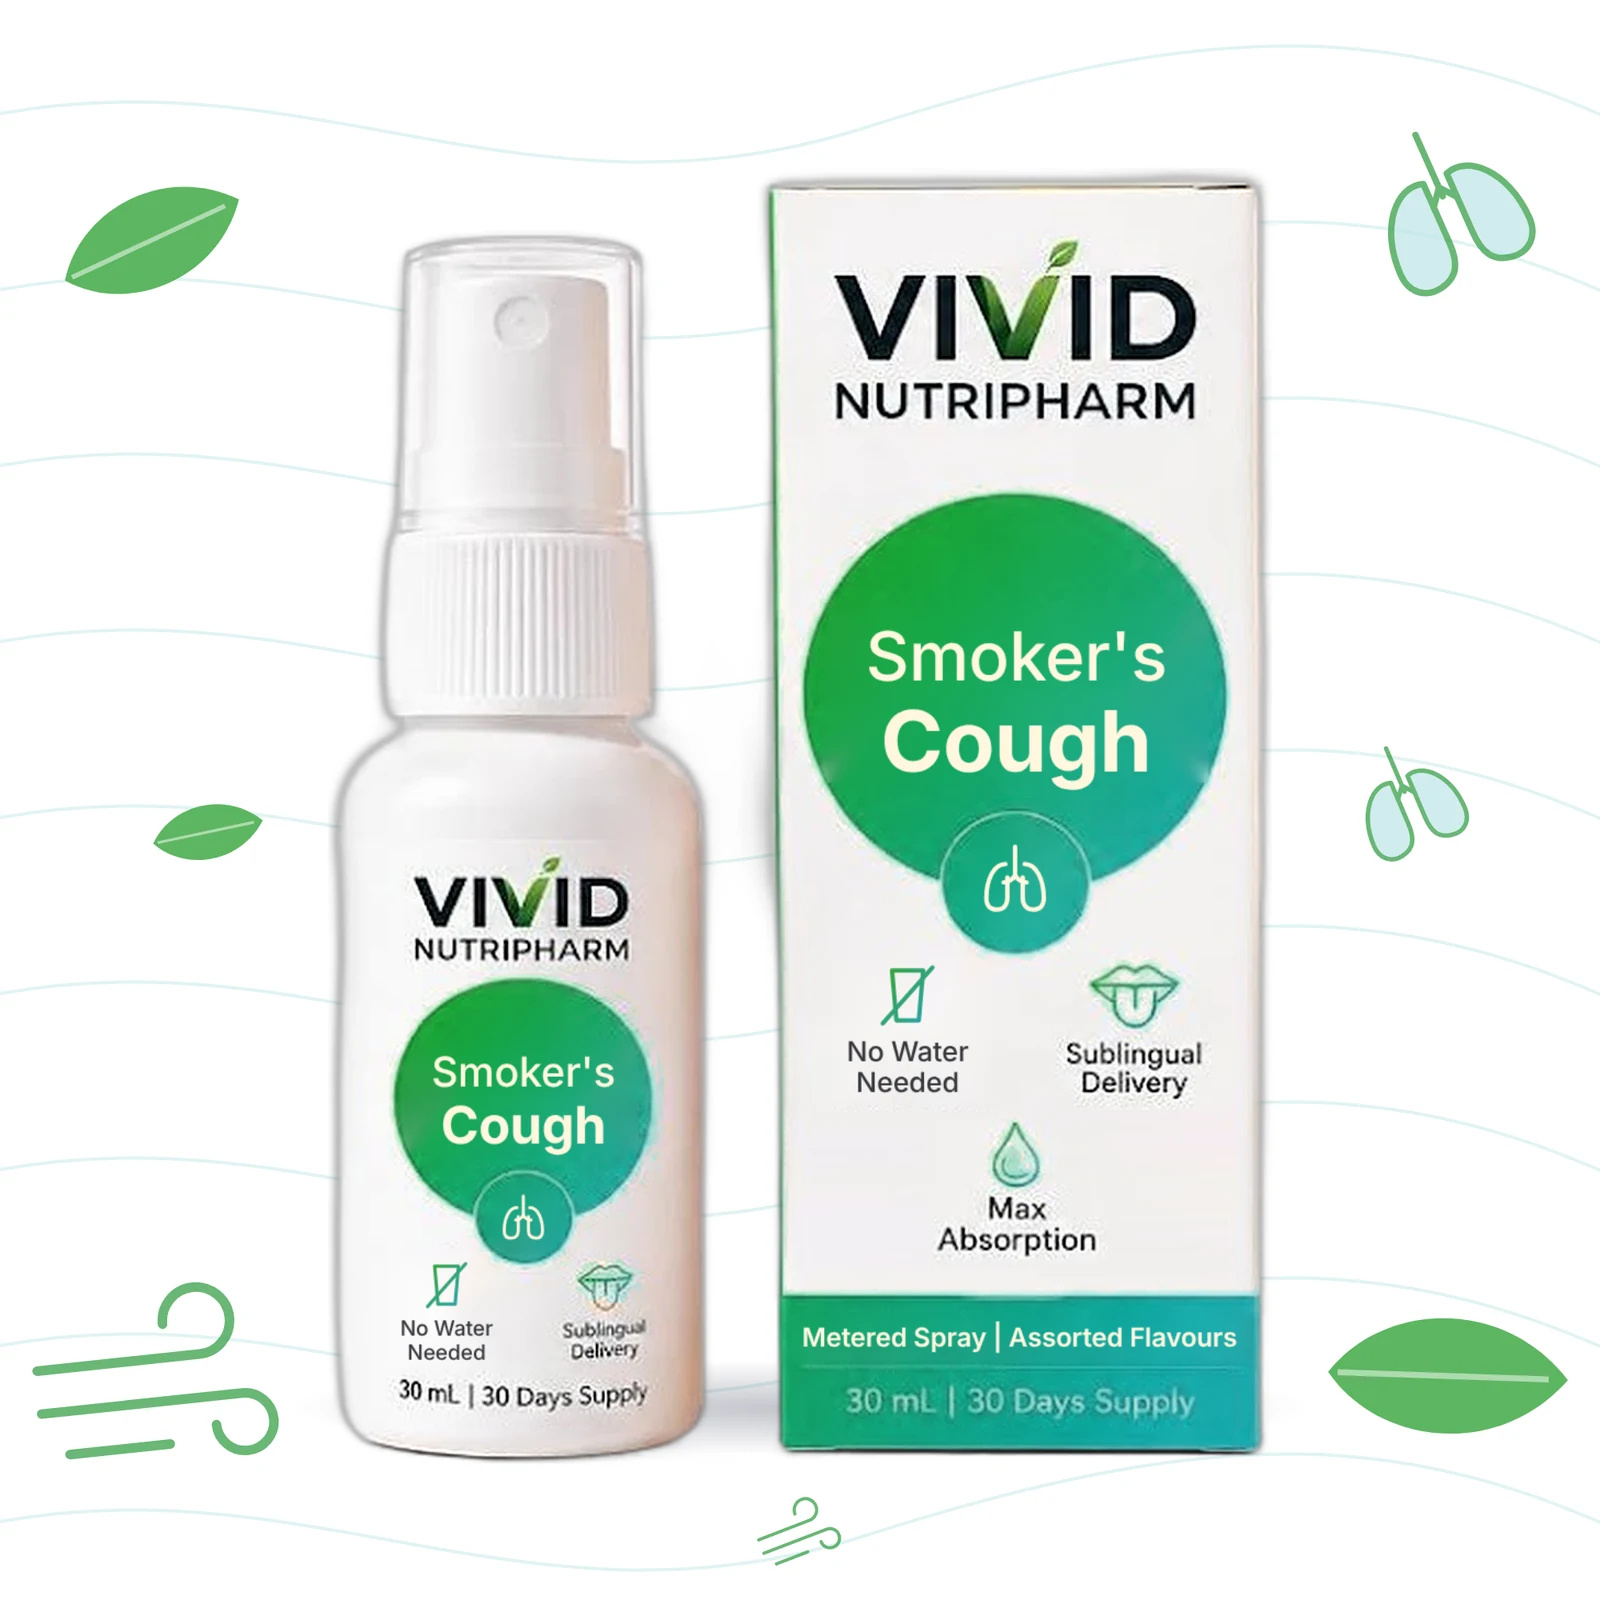 VIVID
NUTRIPHARM
Smoker's
Cough
No Water
Needed
Sublingual
Delivery
30 mL | 30 Days Supply
VIVID
NUTRIPHARM
Smoker's
Cough
No Water
Needed
Sublingual
Delivery
Max
Absorption
Metered Spray | Assorted Flavours
30 mL | 30 Days Supply